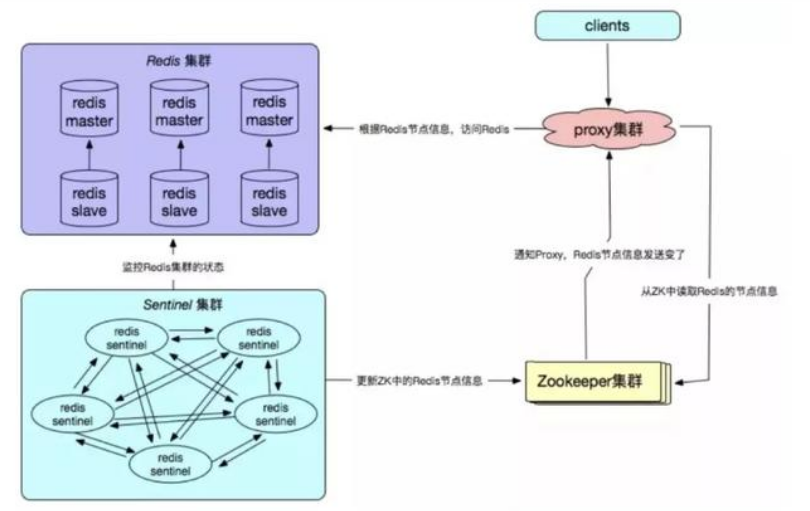 clients
Redis 集群
redis
master
redis
master
redis
master
redis
slave
redis
slave
redis
slave
根据Redis节点信息，访问Redis
proxy集群
监控Redis集群的状态
通知Proxy，Redis节点信息发送变了
从ZK中读取Redis的节点信息
Sentinel 集群
redis
sentinel
redis
sentinel
redis
sentinel
redis
sentinel
redis
sentinel
更新ZK中的Redis节点信息
Zookeeper集群